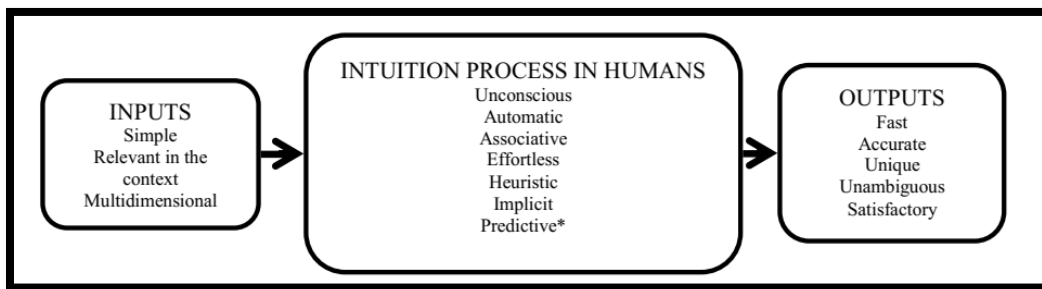 INPUTS
Simple
Relevant in the
context
Multidimensional
INTUITION PROCESS IN HUMANS
Unconscious
Automatic
Associative
Effortless
Heuristic
Implicit
Predictive*
OUTPUTS
Fast
Accurate
Unique
Unambiguous
Satisfactory